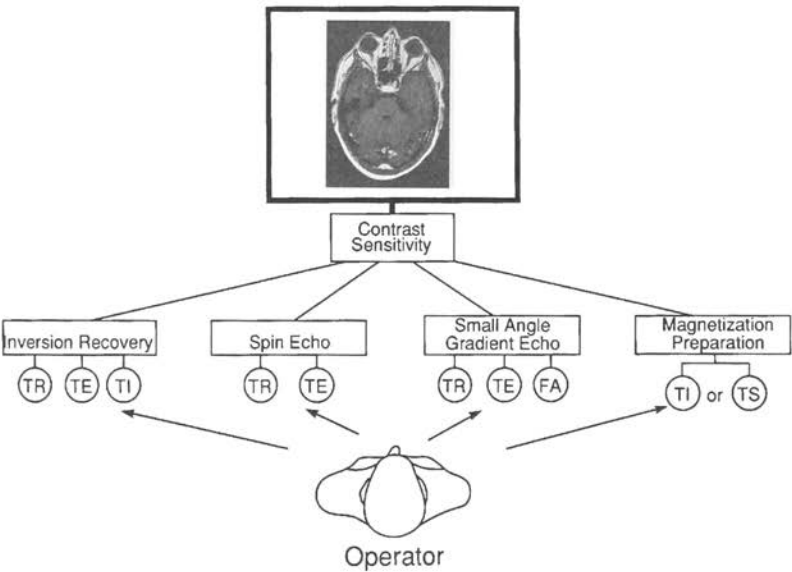 Contrast
Sensitivity
Inversion Recovery
TR TE TI
Spin Echo
TR TE
Small Angle
Gradient Echo
TR TE FA
Magnetization
Preparation
TI or TS
Operator